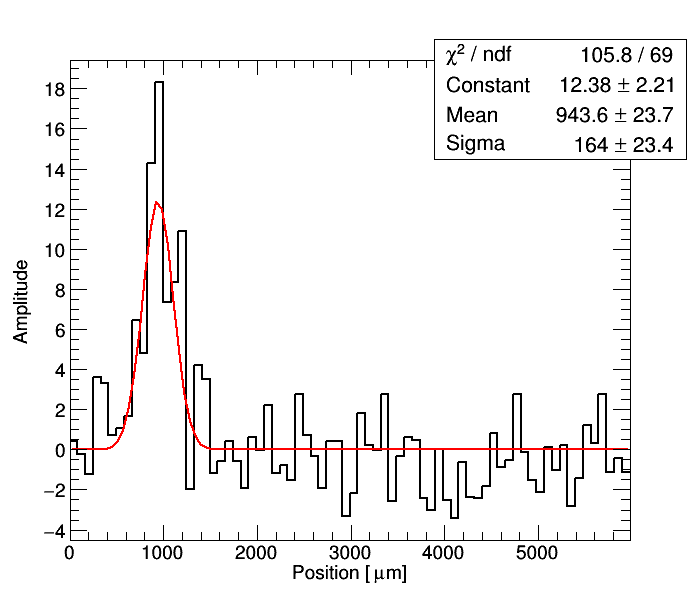 χ² / ndf 105.8 / 69
Constant 12.38 ± 2.21
Mean 943.6 ± 23.7
Sigma 164 ± 23.4
18
16
14
12
10
8
6
4
2
0
−2
−4
Amplitude
0 1000 2000 3000 4000 5000
Position [ μm]